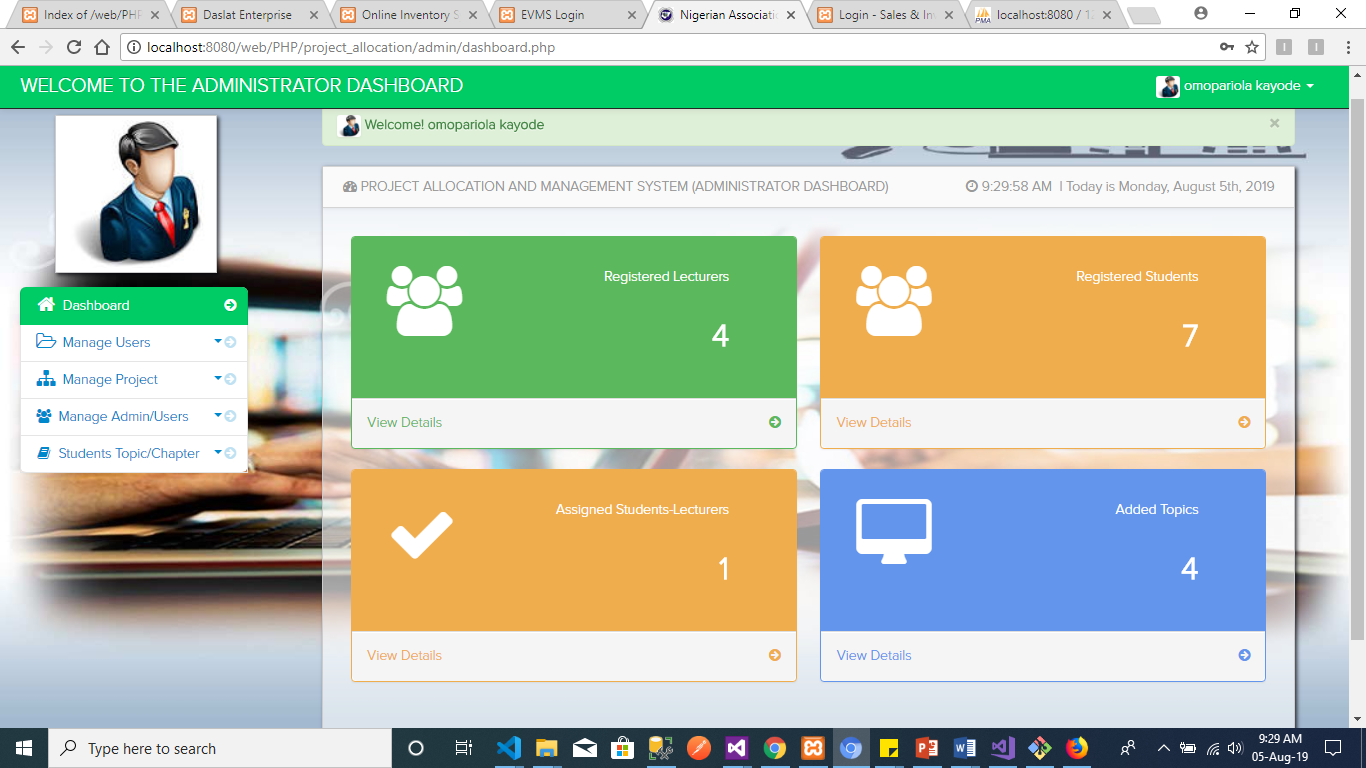 Index of /web/PHP
Daslat Enterprise
Online Inventory S
EVMS Login
Nigerian Associatio
Login - Sales & In
localhost:8080 / 12
localhost:8080/web/PHP/project_allocation/admin/dashboard.php
WELCOME TO THE ADMINISTRATOR DASHBOARD
omopariola kayode
Welcome! omopariola kayode
×
PROJECT ALLOCATION AND MANAGEMENT SYSTEM (ADMINISTRATOR DASHBOARD)
9:29:58 AM | Today is Monday, August 5th, 2019
Dashboard
Manage Users
Manage Project
Manage Admin/Users
Students Topic/Chapter
Registered Lecturers
4
View Details
Registered Students
7
View Details
Assigned Students-Lecturers
1
View Details
Added Topics
4
View Details
Type here to search
9:29 AM
05-Aug-19